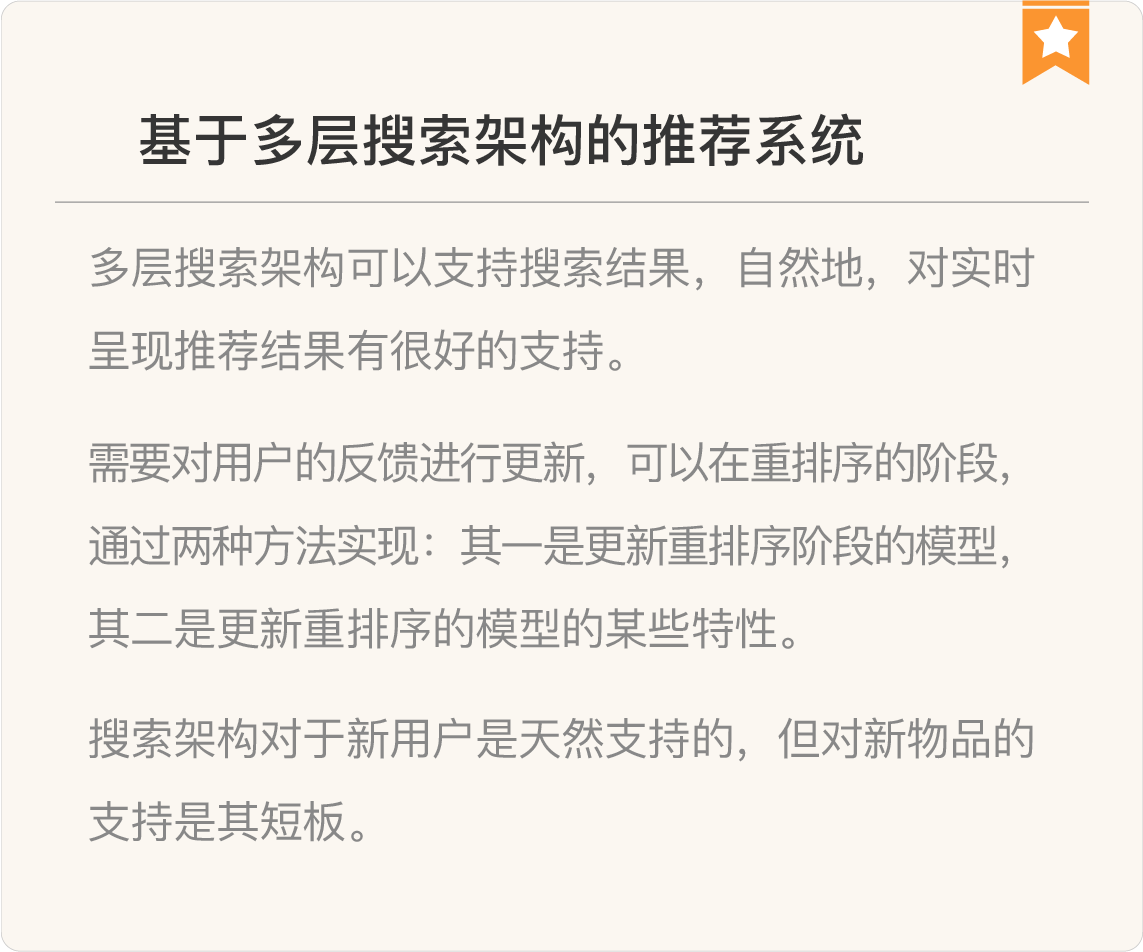 基于多层搜索架构的推荐系统
多层搜索架构可以支持搜索结果，自然地，对实时
呈现推荐结果有很好的支持。
需要对用户的反馈进行更新，可以在重排序的阶段，
通过两种方法实现：其一是更新重排序阶段的模型，
其二是更新重排序的模型的某些特性。
搜索架构对于新用户是天然支持的，但对新物品的
支持是其短板。